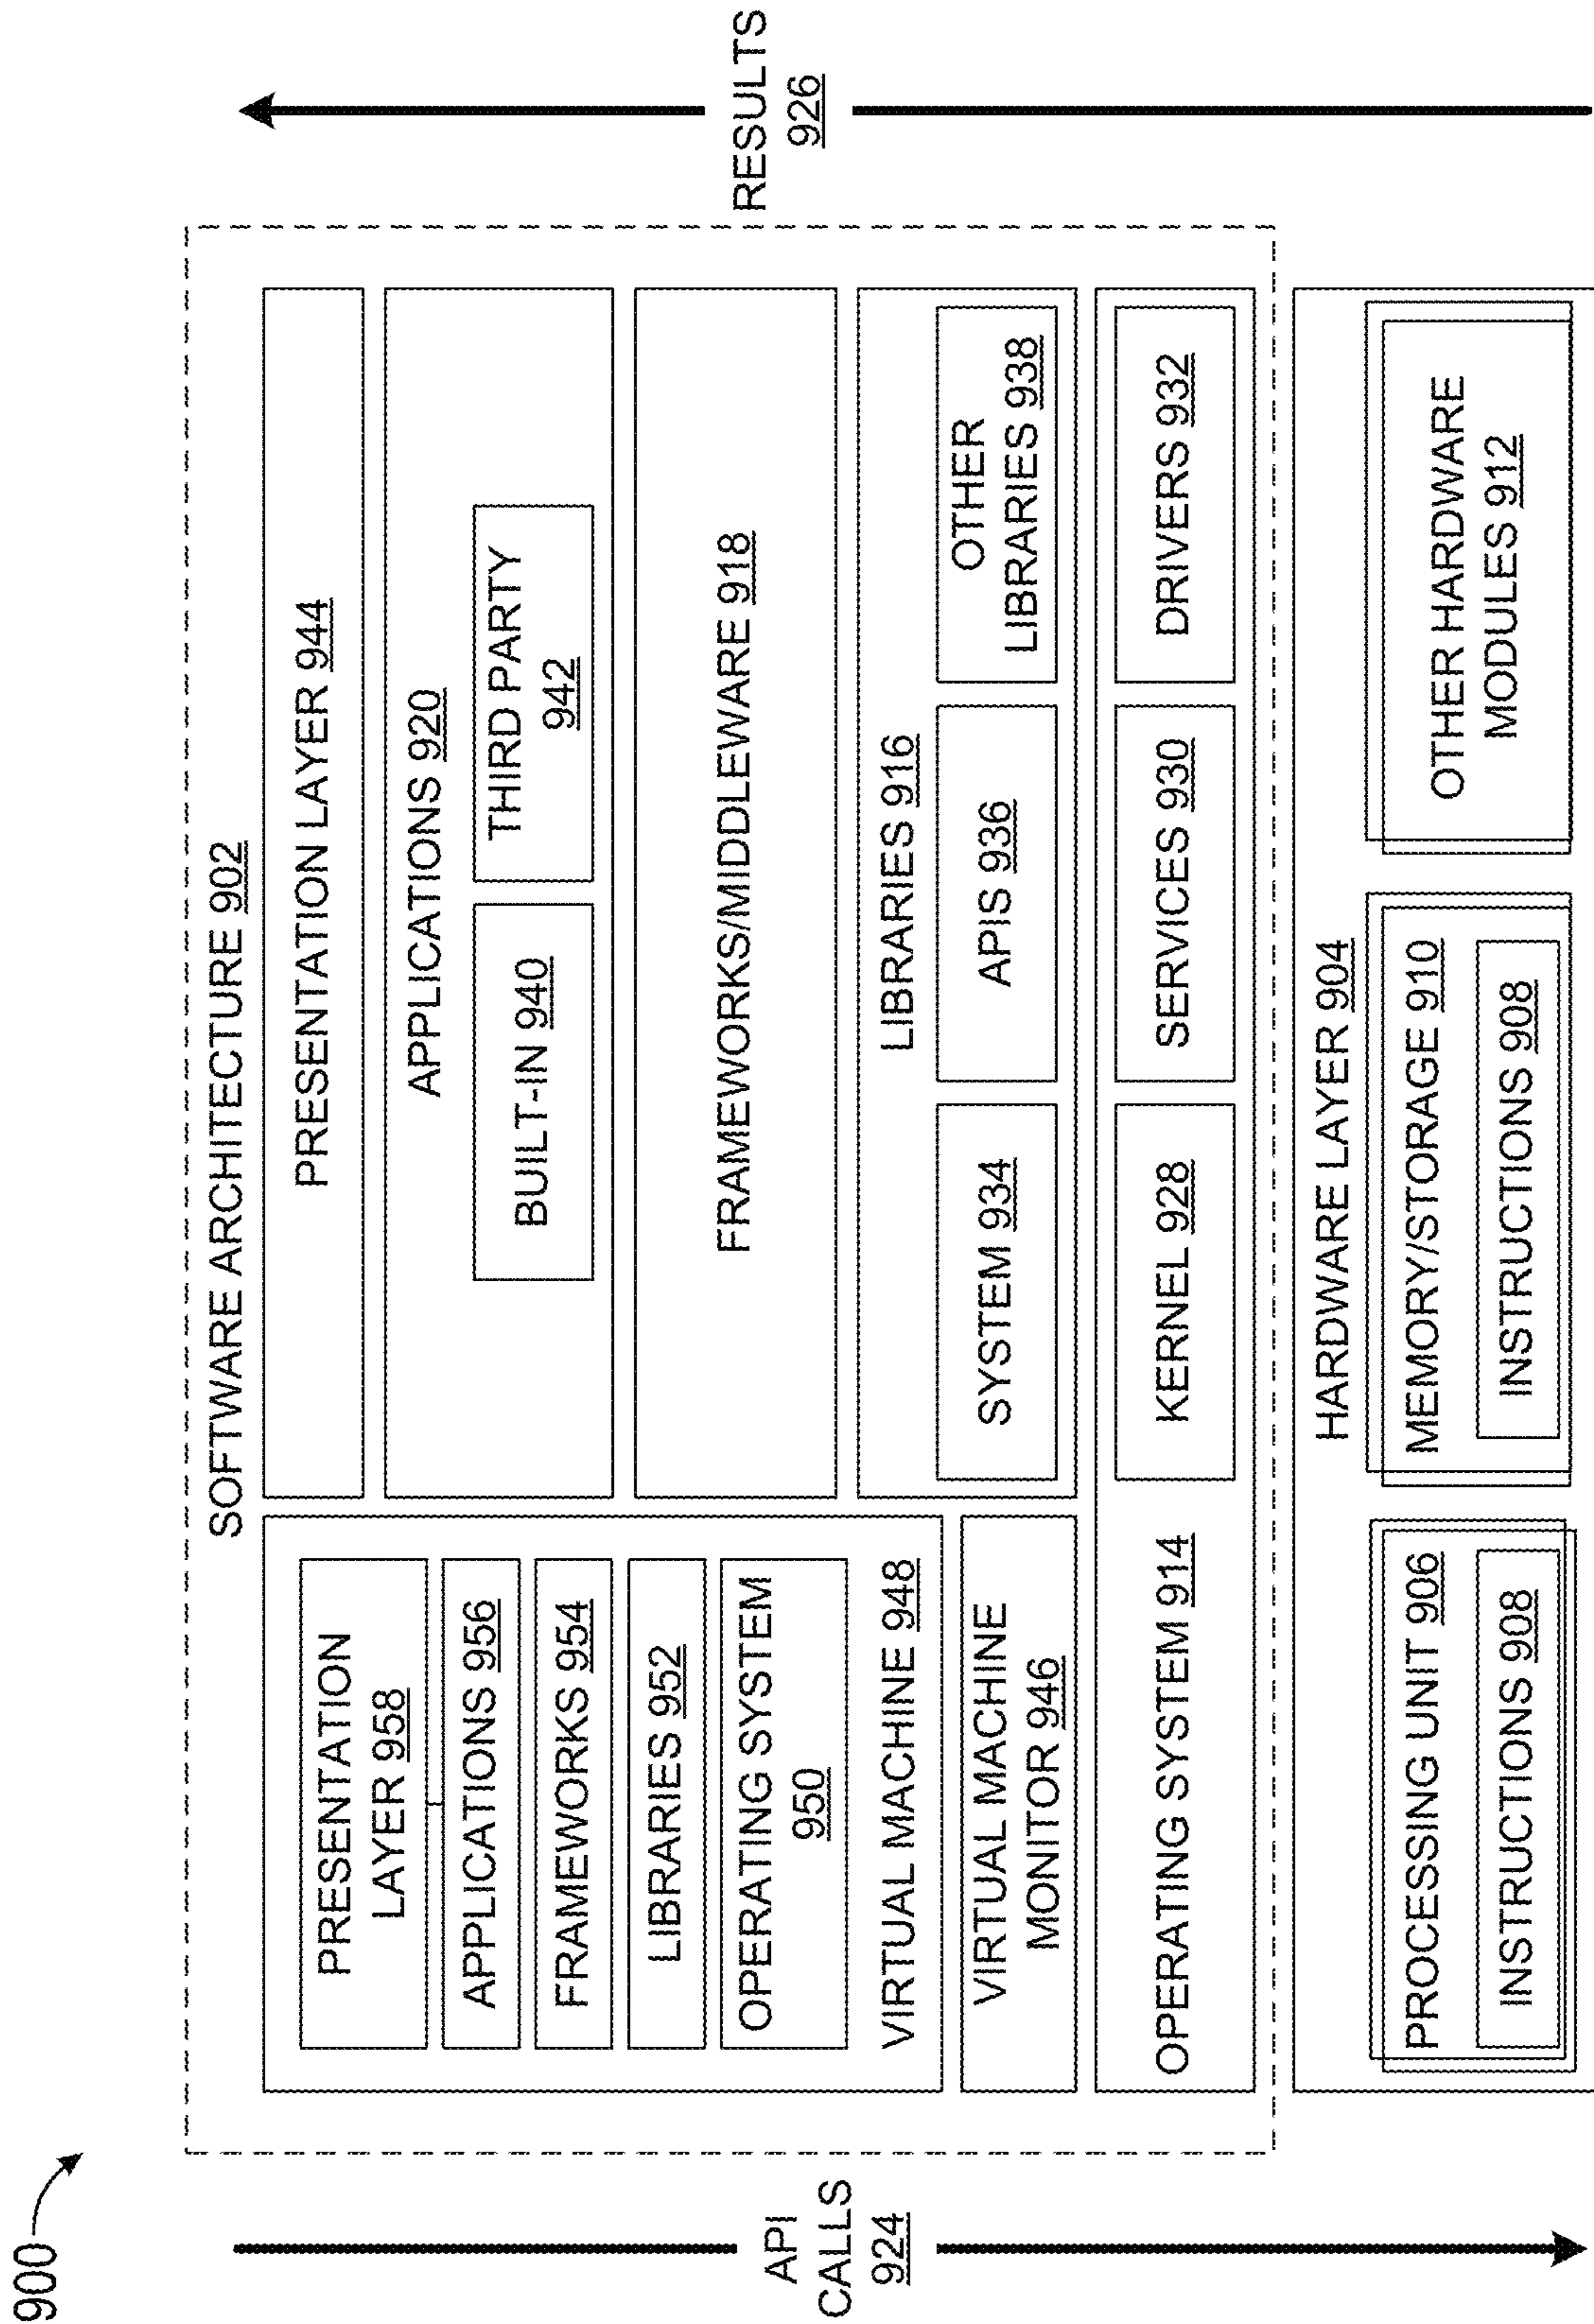 900
SOFTWARE ARCHITECTURE 902
PRESENTATION
LAYER 958
APPLICATIONS 956
FRAMEWORKS 954
LIBRARIES 952
OPERATING SYSTEM
950
VIRTUAL MACHINE 948
VIRTUAL MACHINE
MONITOR 946
PRESENTATION LAYER 944
APPLICATIONS 920
BUILT-IN 940
THIRD PARTY
942
FRAMEWORKS/MIDDLEWARE 918
LIBRARIES 916
SYSTEM 934
APIS 936
OTHER
LIBRARIES 938
OPERATING SYSTEM 914
KERNEL 928
SERVICES 930
DRIVERS 932
HARDWARE LAYER 904
PROCESSING UNIT 906
INSTRUCTIONS 908
MEMORY/STORAGE 910
INSTRUCTIONS 908
OTHER HARDWARE
MODULES 912
API
CALLS
924
RESULTS
926